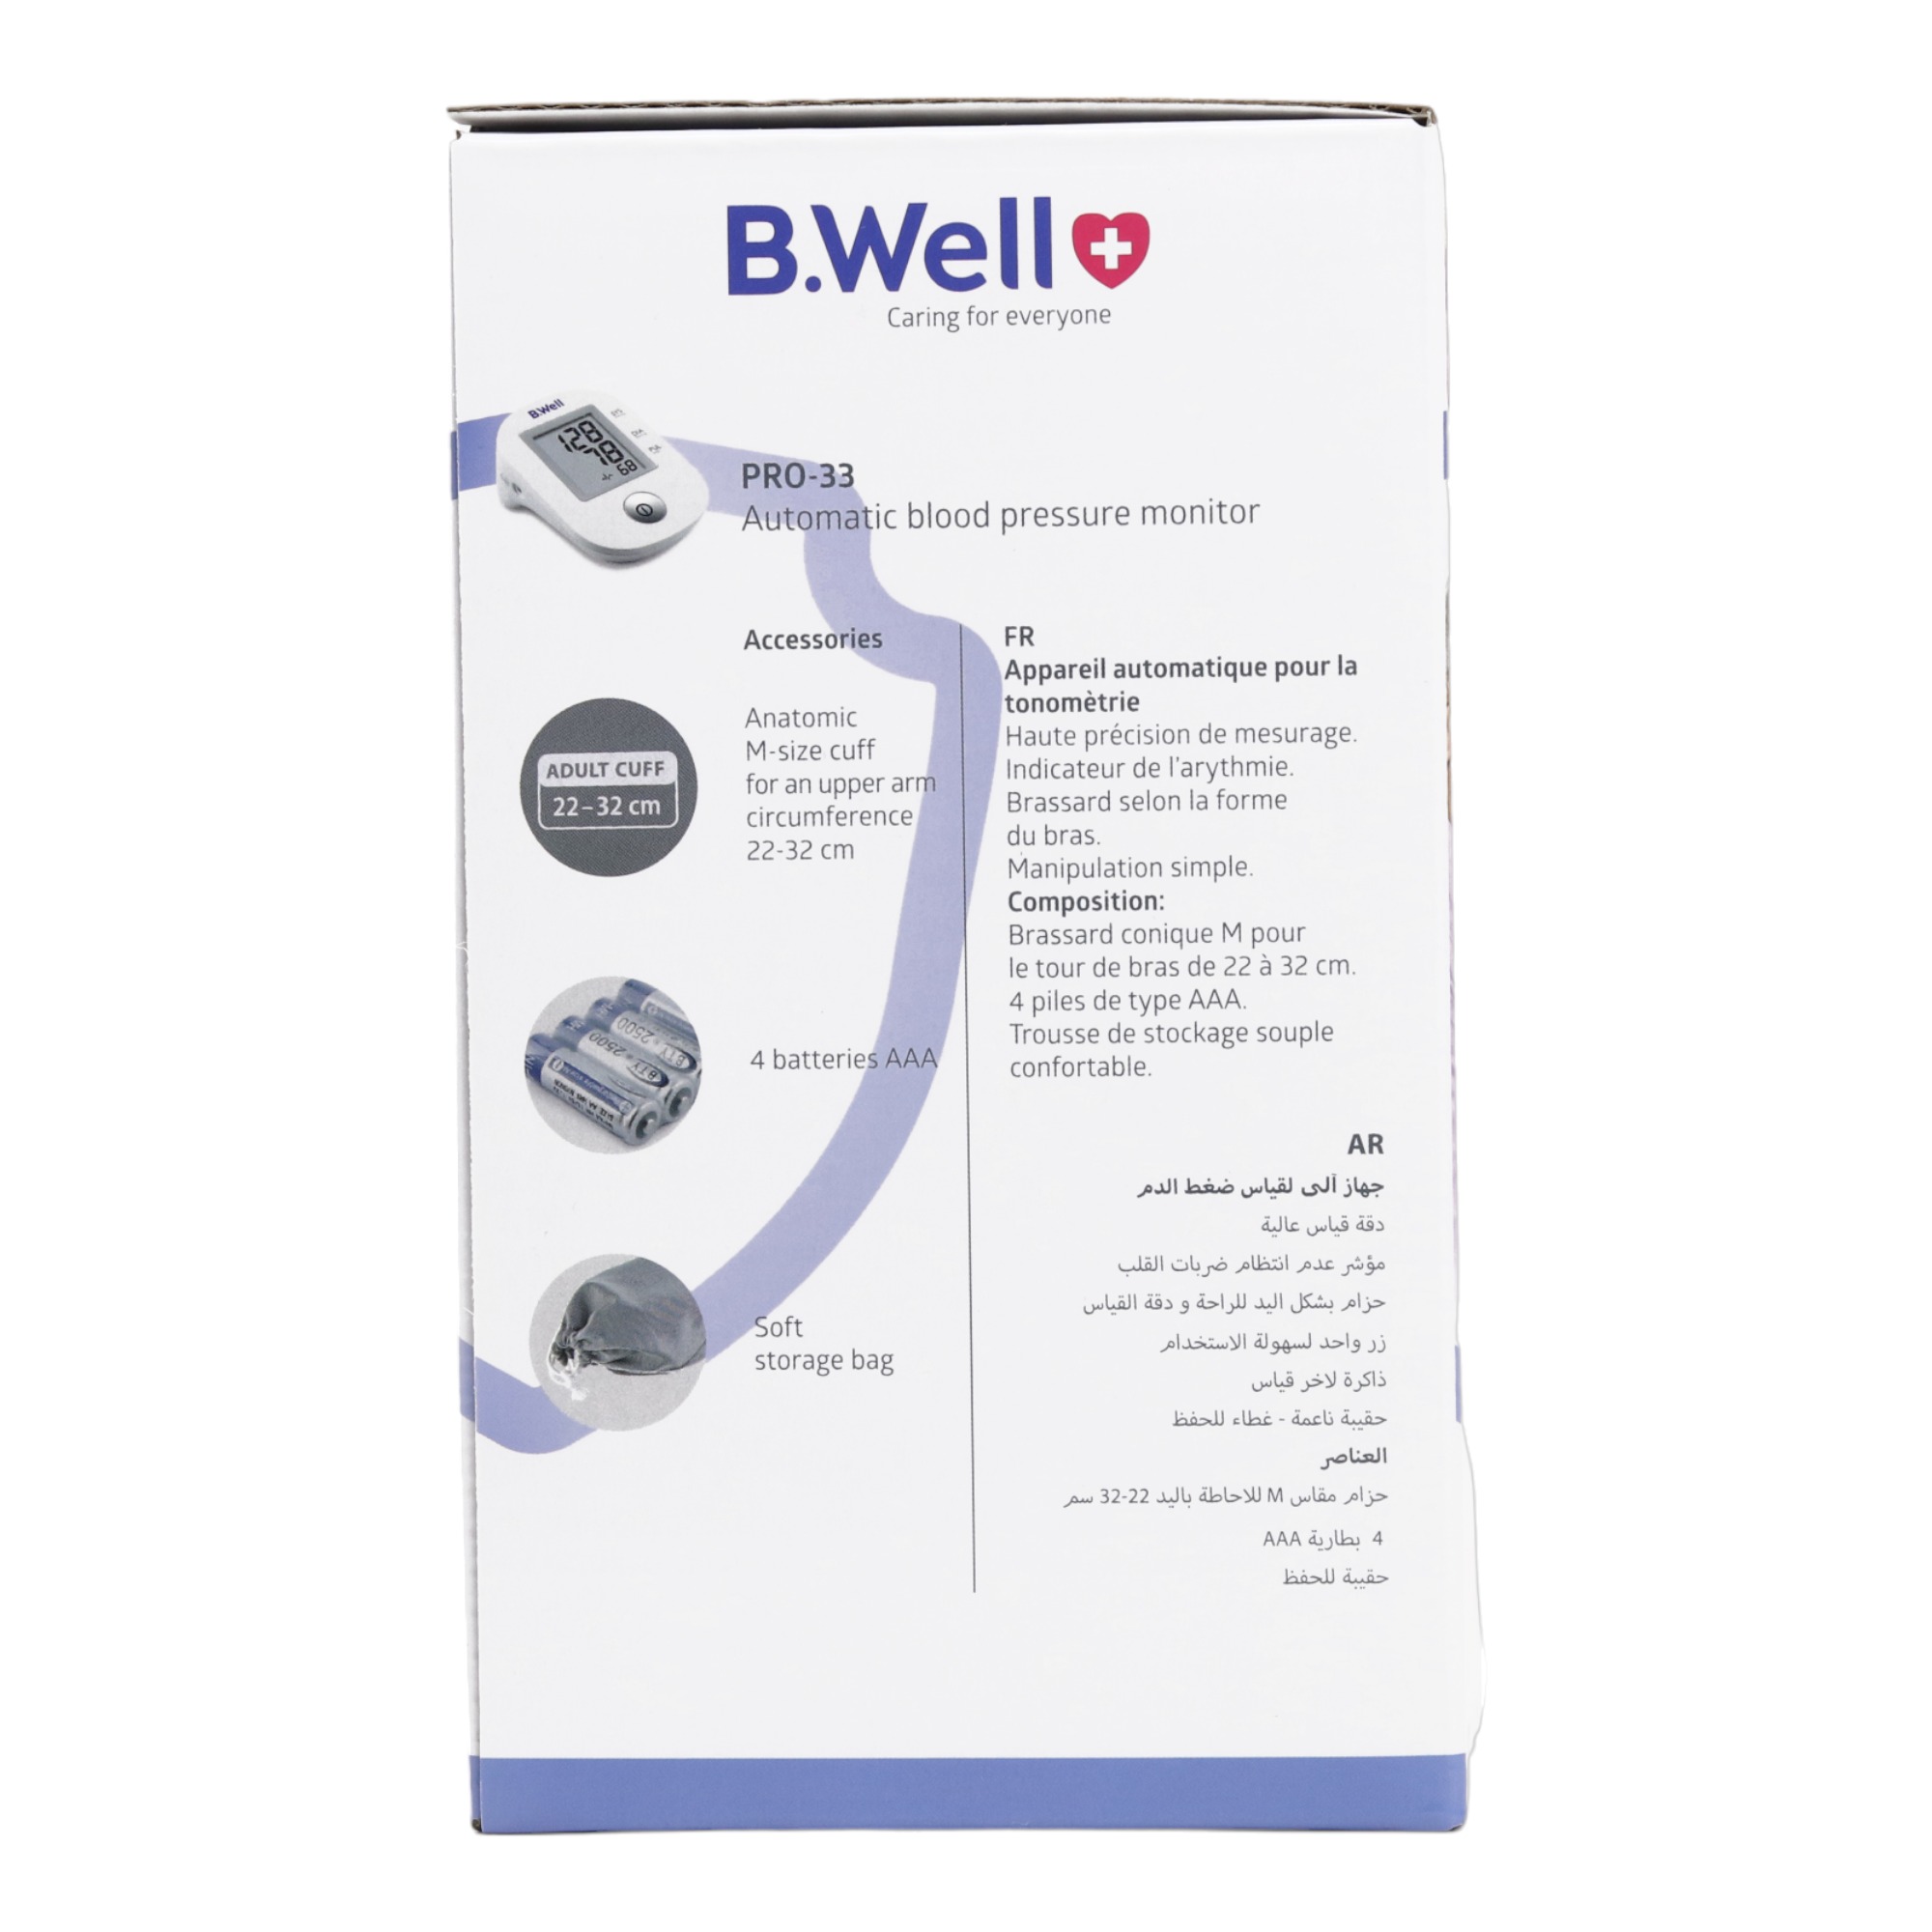 B.Well
Caring for everyone
B.Well
128
78
68
PRO-33
Automatic blood pressure monitor
Accessories
ADULT CUFF
22–32 cm
Anatomic
M-size cuff
for an upper arm
circumference
22-32 cm
2500
BTY
2500
BTY
4 batteries AAA
Soft
storage bag
FR
Appareil automatique pour la
tonomètrie
Haute précision de mesurage.
Indicateur de l'arythmie.
Brassard selon la forme
du bras.
Manipulation simple.
Composition:
Brassard conique M pour
le tour de bras de 22 à 32 cm.
4 piles de type AAA.
Trousse de stockage souple
confortable.
AR
جهاز آلى لقياس ضغط الدم
دقة قياس عالية
مؤشر عدم انتظام ضربات القلب
حزام بشكل اليد للراحة و دقة القياس
زر واحد لسهولة الاستخدام
ذاكرة لاخر قياس
حقيبة ناعمة - غطاء للحفظ
العناصر
حزام مقاس M للاحاطة باليد 22-32 سم
4 بطارية AAA
حقيبة للحفظ